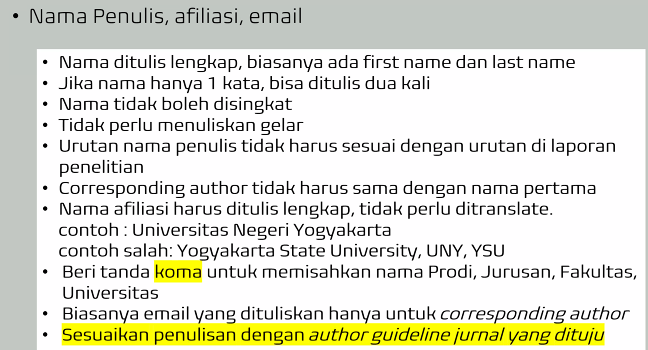 • Nama Penulis, afiliasi, email
• Nama ditulis lengkap, biasanya ada first name dan last name
• Jika nama hanya 1 kata, bisa ditulis dua kali
• Nama tidak boleh disingkat
• Tidak perlu menuliskan gelar
• Urutan nama penulis tidak harus sesuai dengan urutan di laporan
penelitian
• Corresponding author tidak harus sama dengan nama pertama
• Nama afiliasi harus ditulis lengkap, tidak perlu ditranslate.
contoh : Universitas Negeri Yogyakarta
contoh salah: Yogyakarta State University, UNY, YSU
• Beri tanda koma untuk memisahkan nama Prodi, Jurusan, Fakultas,
Universitas
• Biasanya email yang dituliskan hanya untuk corresponding author
• Sesuaikan penulisan dengan author guideline jurnal yang dituju